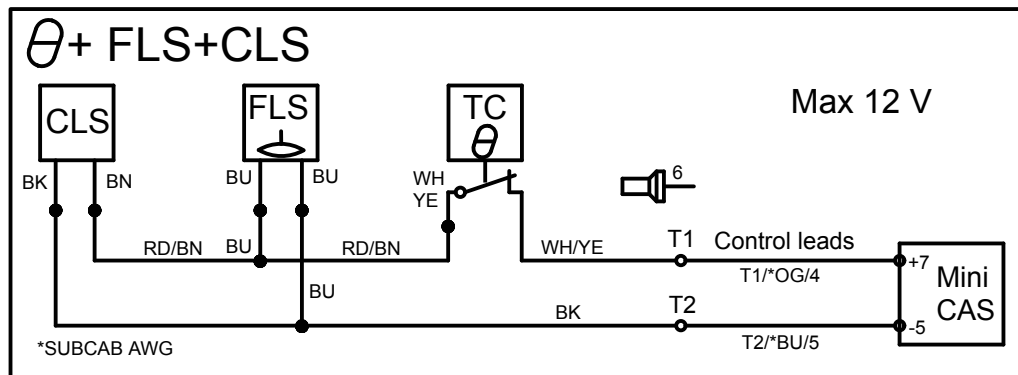 θ+ FLS+CLS
CLS
FLS
TC
θ
Max 12 V
BK
BN
BU
BU
WH
YE
6
RD/BN
BU
RD/BN
WH/YE
T1
Control leads
T1/*OG/4
+7
Mini
CAS
BU
BK
T2
-5
T2/*BU/5
*SUBCAB AWG